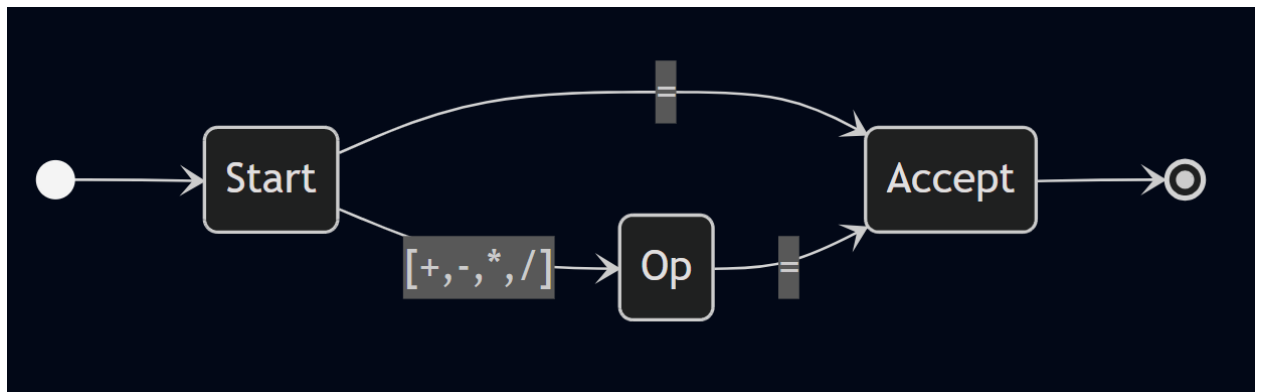 =
Start
Accept
[+,-,*,/]
Op
=